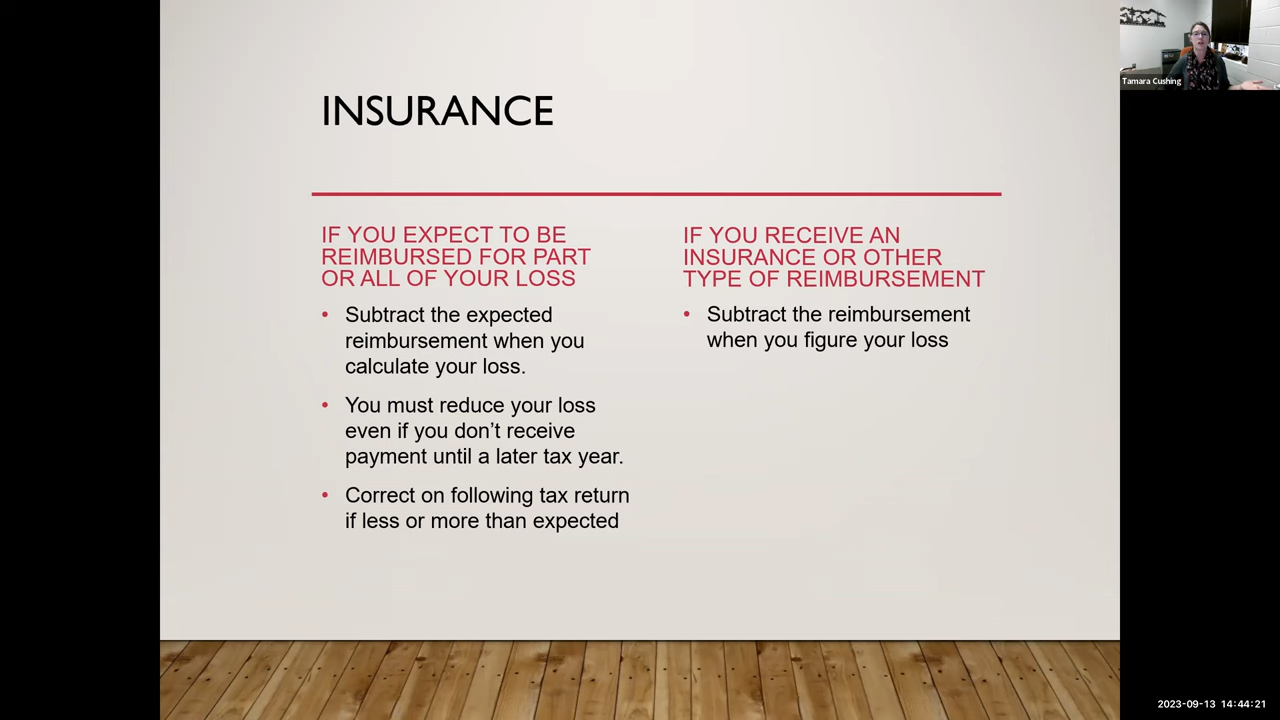 INSURANCE
IF YOU EXPECT TO BE
REIMBURSED FOR PART
OR ALL OF YOUR LOSS
• Subtract the expected
reimbursement when you
calculate your loss.
• You must reduce your loss
even if you don’t receive
payment until a later tax year.
• Correct on following tax return
if less or more than expected
IF YOU RECEIVE AN
INSURANCE OR OTHER
TYPE OF REIMBURSEMENT
• Subtract the reimbursement
when you figure your loss
Tamara Cushing
2023-09-13 14:44:21